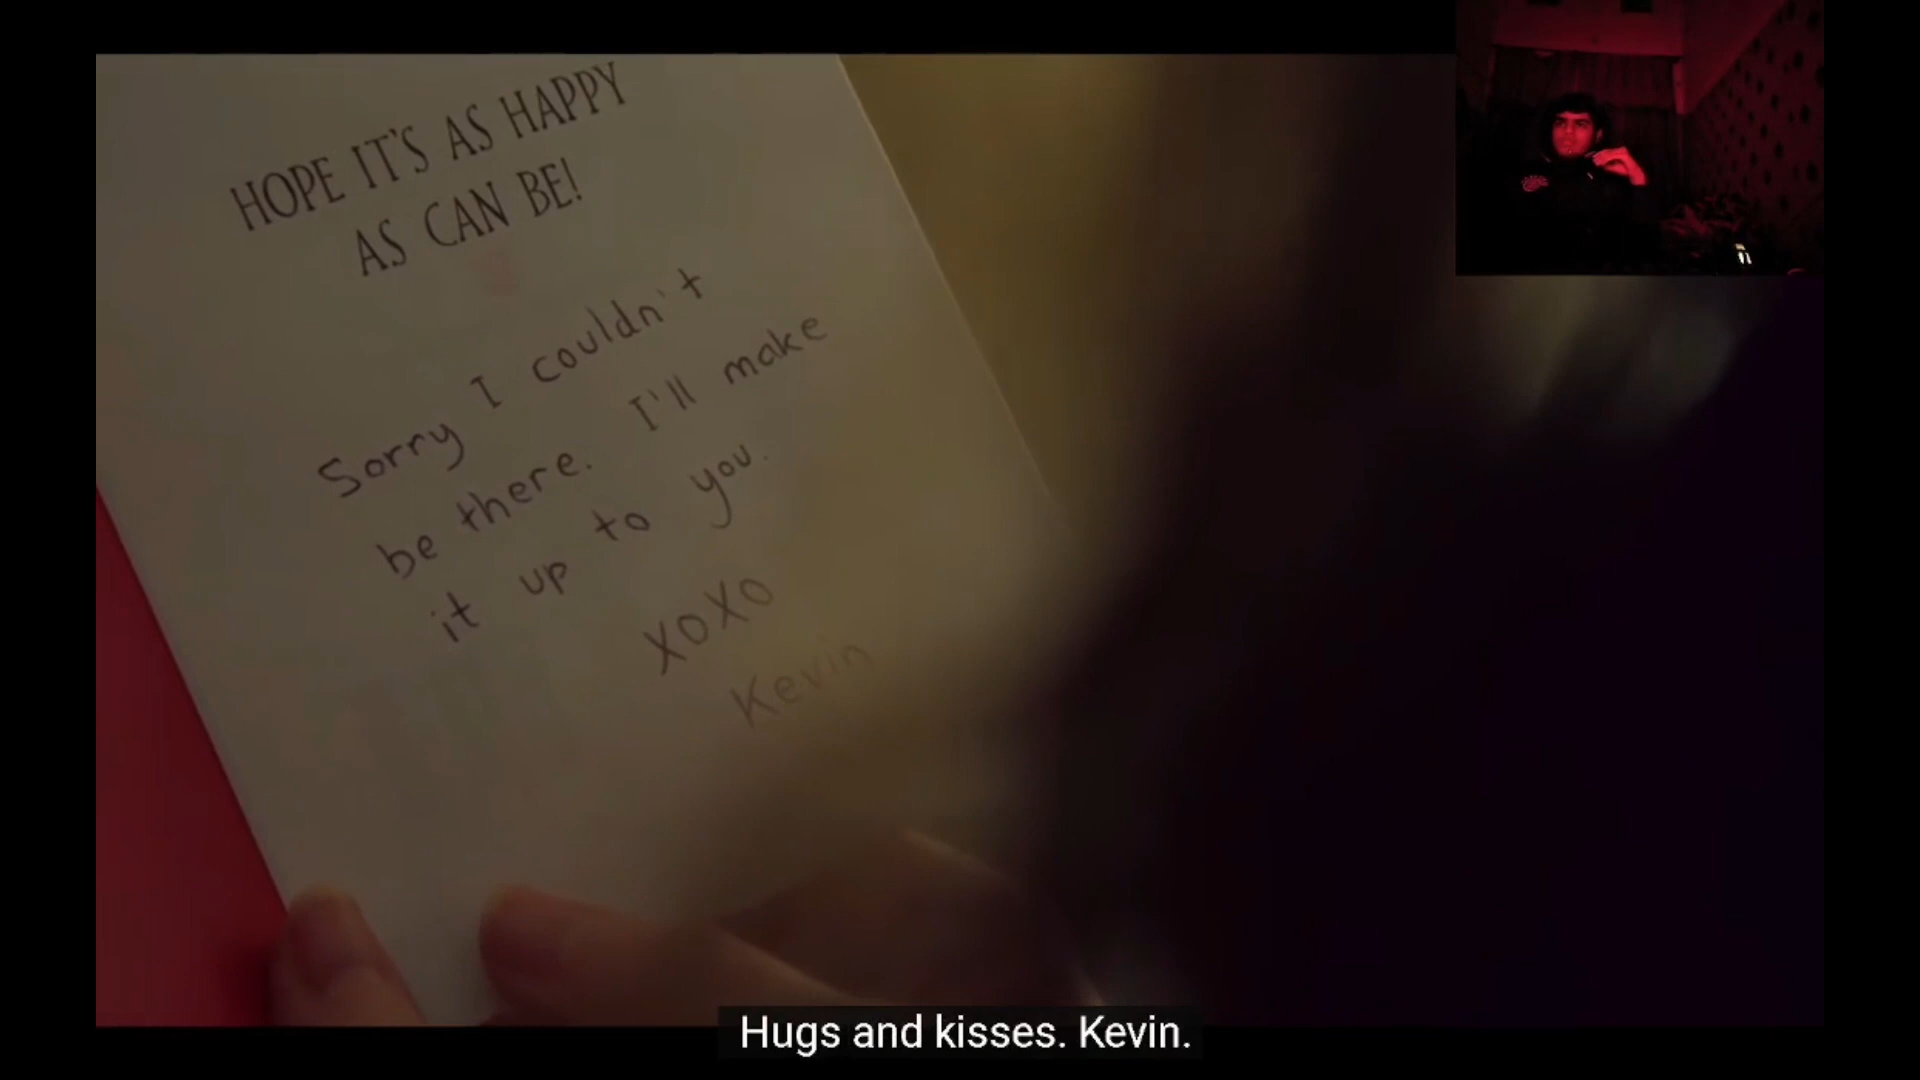 HOPE IT'S AS HAPPY
AS CAN BE!
Sorry I couldn't
be there. I'll make
it up to you.
XOXO
Kevin
Hugs and kisses. Kevin.